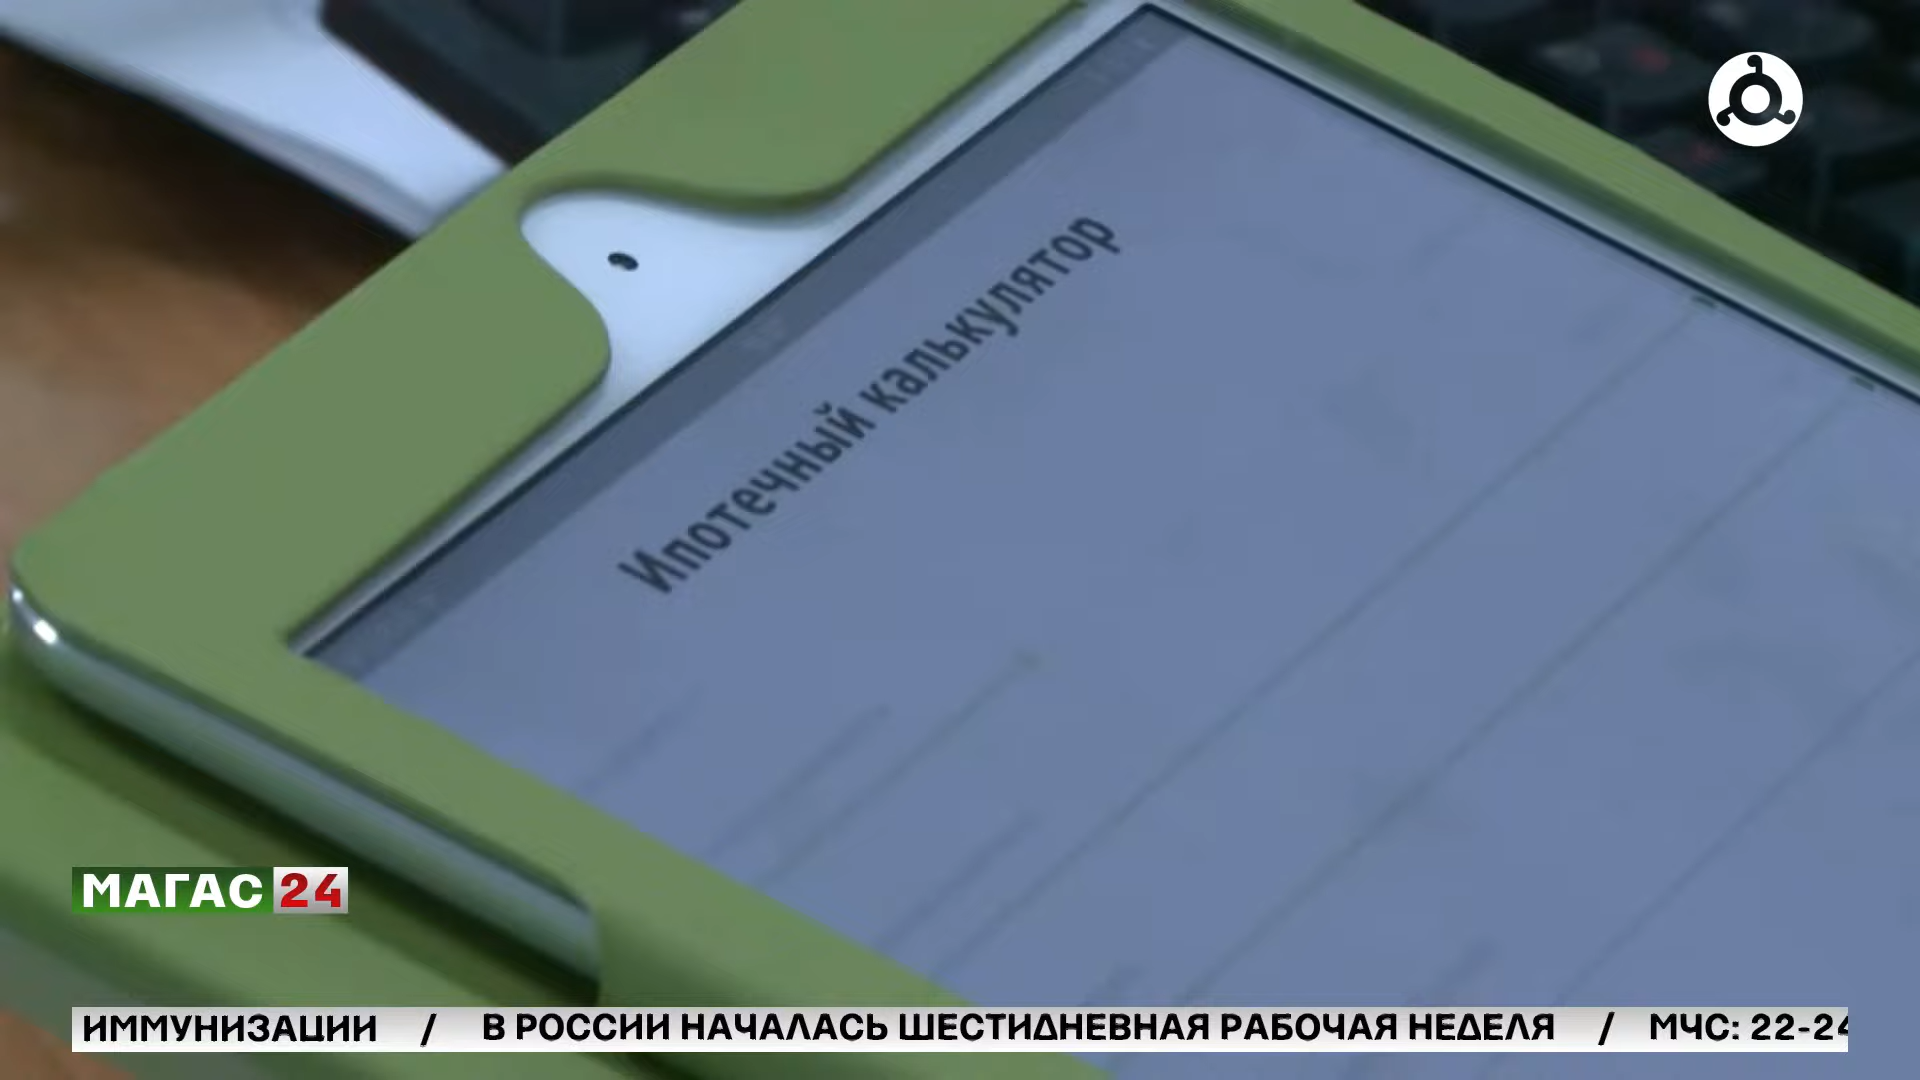 Ипотечный калькулятор
МАГАС 24
ИММУНИЗАЦИИ / В РОССИИ НАЧАЛАСЬ ШЕСТИДНЕВНАЯ РАБОЧАЯ НЕДЕЛЯ / МЧС: 22-24